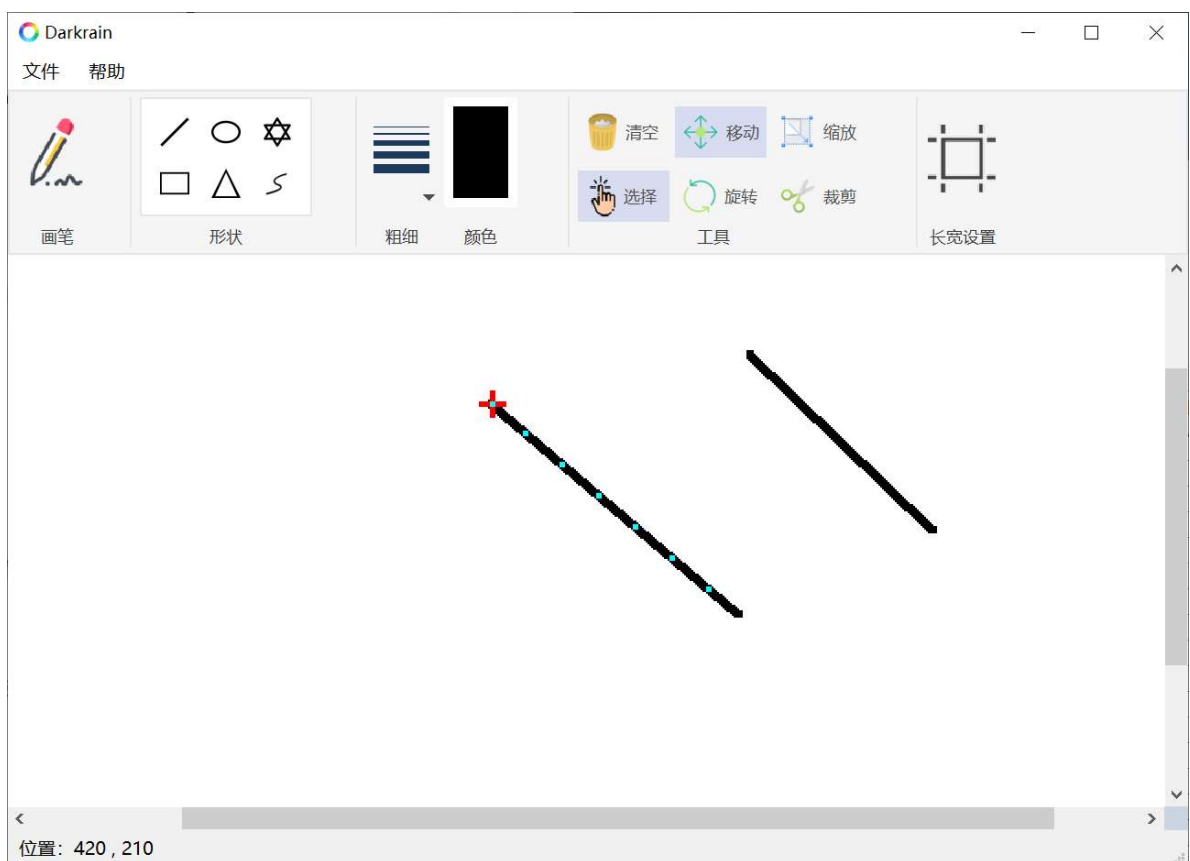 Darkrain
文件 帮助
清空 移动 缩放
选择 旋转 裁剪
画笔 形状 粗细 颜色 工具 长宽设置
位置: 420 , 210